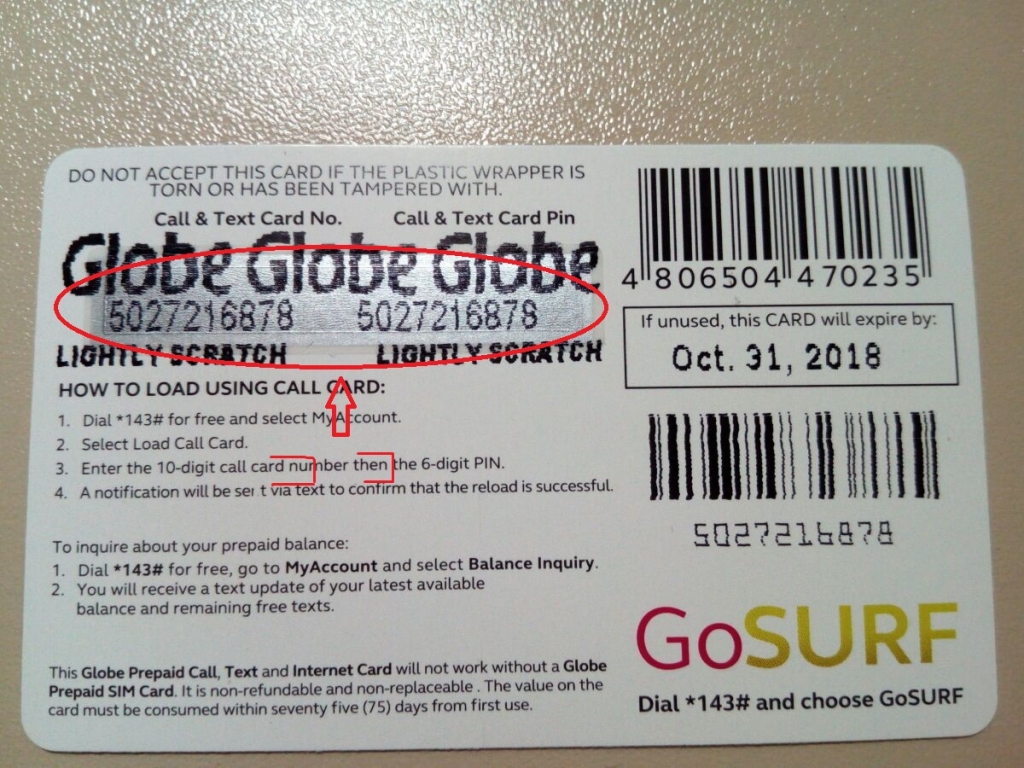 DO NOT ACCEPT THIS CARD IF THE PLASTIC WRAPPER IS
TORN OR HAS BEEN TAMPERED WITH.
Call & Text Card No. Call & Text Card Pin
Globe Globe Globe
5027216878 5027216878
LIGHTLY SCRATCH LIGHTLY SCRATCH
HOW TO LOAD USING CALL CARD:
1. Dial *143# for free and select MyAccount.
2. Select Load Call Card.
3. Enter the 10-digit call card number then the 6-digit PIN.
4. A notification will be sent via text to confirm that the reload is successful.
To inquire about your prepaid balance:
1. Dial *143# for free, go to MyAccount and select Balance Inquiry.
2. You will receive a text update of your latest available
balance and remaining free texts.
This Globe Prepaid Call, Text and Internet Card will not work without a Globe
Prepaid SIM Card. It is non-refundable and non-replaceable . The value on the
card must be consumed within seventy five (75) days from first use.
4 806504 470235
If unused, this CARD will expire by:
Oct. 31, 2018
5027216878
GoSURF
Dial *143# and choose GoSURF